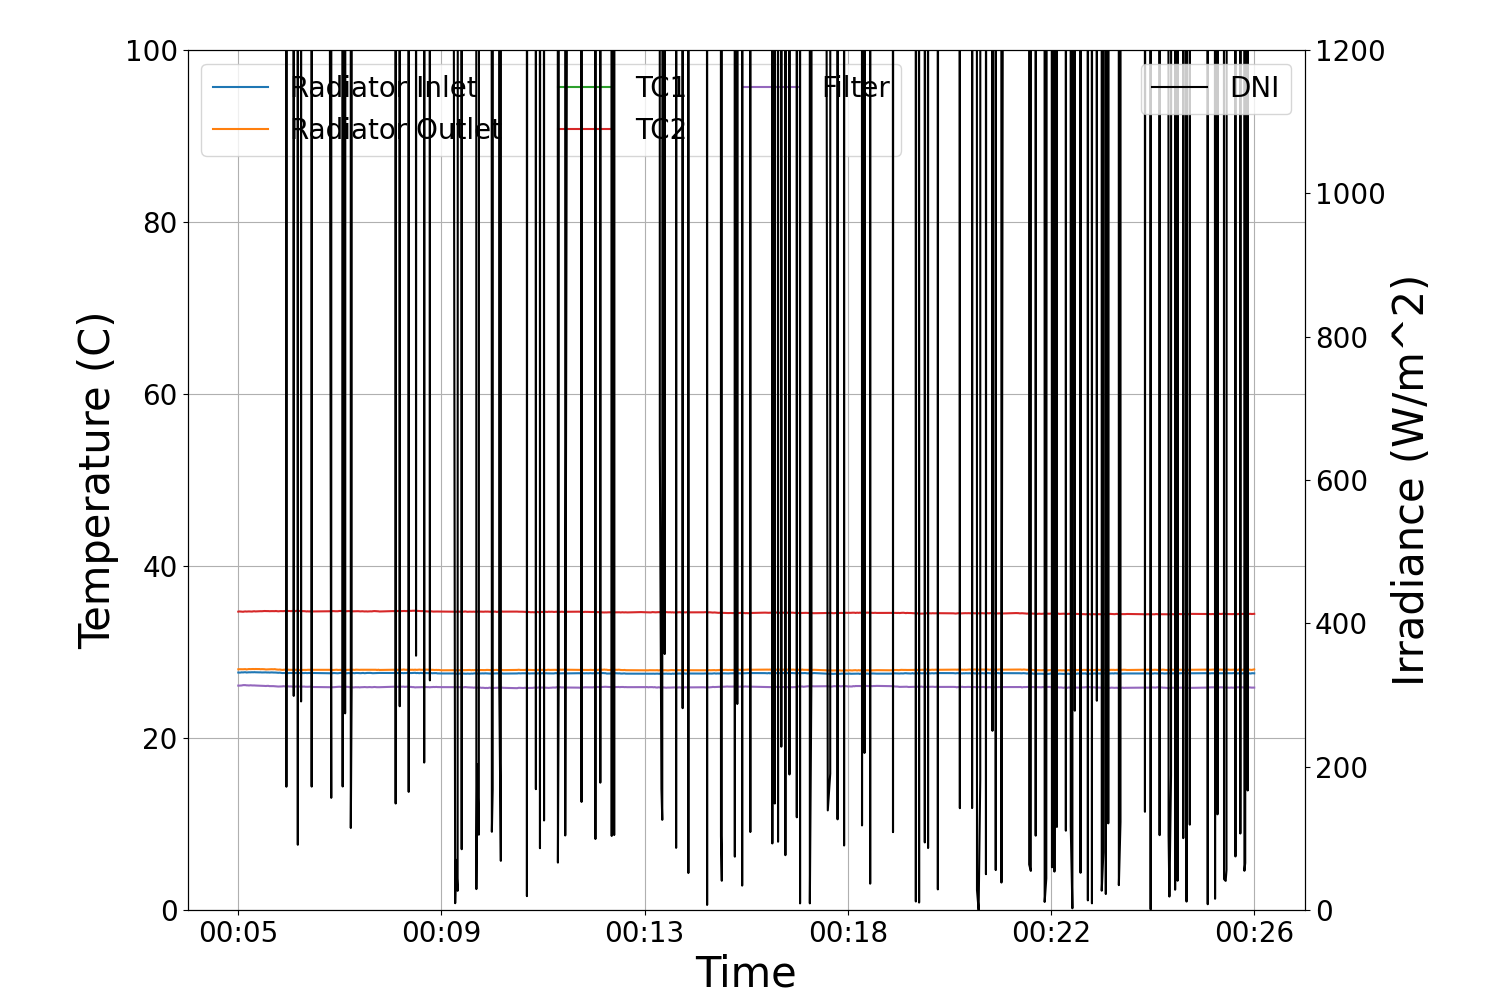 100
80
60
40
20
0
Temperature (C)
Radiator Inlet
Radiator Outlet
TC1
TC2
Filter
DNI
1200
1000
800
600
400
200
0
Irradiance (W/m^2)
00:05 00:09 00:13 00:18 00:22 00:26
Time